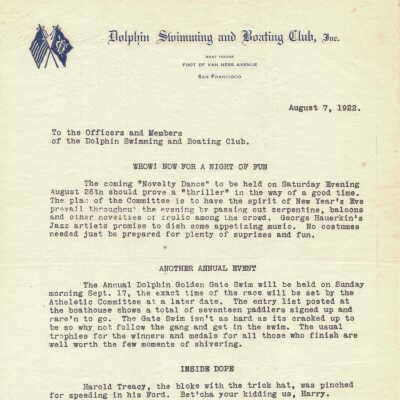 Dolphin Swimming and Boating Club, Inc.
BOAT HOUSE
FOOT OF VAN NESS AVENUE
SAN FRANCISCO
August 7, 1922.
To the Officers and Members
of the Dolphin Swimming and Boating Club.
WHOW! NOW FOR A NIGHT OF FUN
The coming "Novelty Dance" to be held on Saturday Evening
August 26th should prove a "thriller" in the way of a good time.
The plan of the Committee is to have the spirit of New Year's Eve
prevail throughout the evening by passing out serpentine, baloons
and other novelties of frolic among the crowd. George Hauerkin's
Jazz artists promise to dish some appetizing music. No costumes
needed just be prepared for plenty of suprizes and fun.
ANOTHER ANNUAL EVENT
The Annual Dolphin Golden Gate Swim will be held on Sunday
morning Sept. 17, the exact time of the race will be set by the
Atheletic Committee at a later date. The entry list posted at
the boathouse shows a total of seventeen paddlers signed up and
rare'n to go. The Gate Swim isn't as hard as its cracked up to
be so why not follow the gang and get in the swim. The usual
trophies for the winners and medals for all those who finish are
well worth the few moments of shivering.
INSIDE DOPE
Harold Treacy, the bloke with the trick hat, was pinched
for speeding in his Ford. Bet'cha your kidding us, Harry.